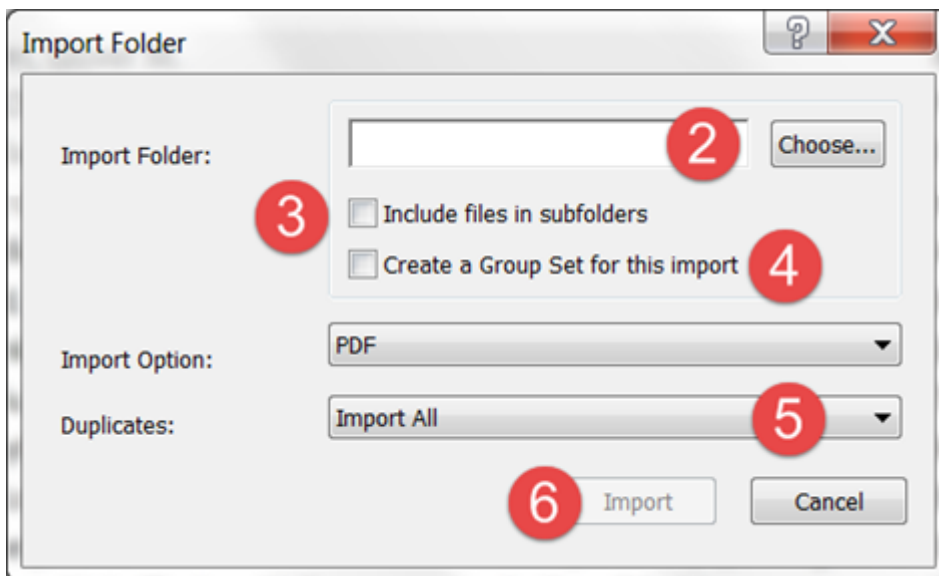 Import Folder
Import Folder:
2
Choose...
3
Include files in subfolders
Create a Group Set for this import
4
Import Option:
PDF
Duplicates:
Import All
5
6
Import
Cancel